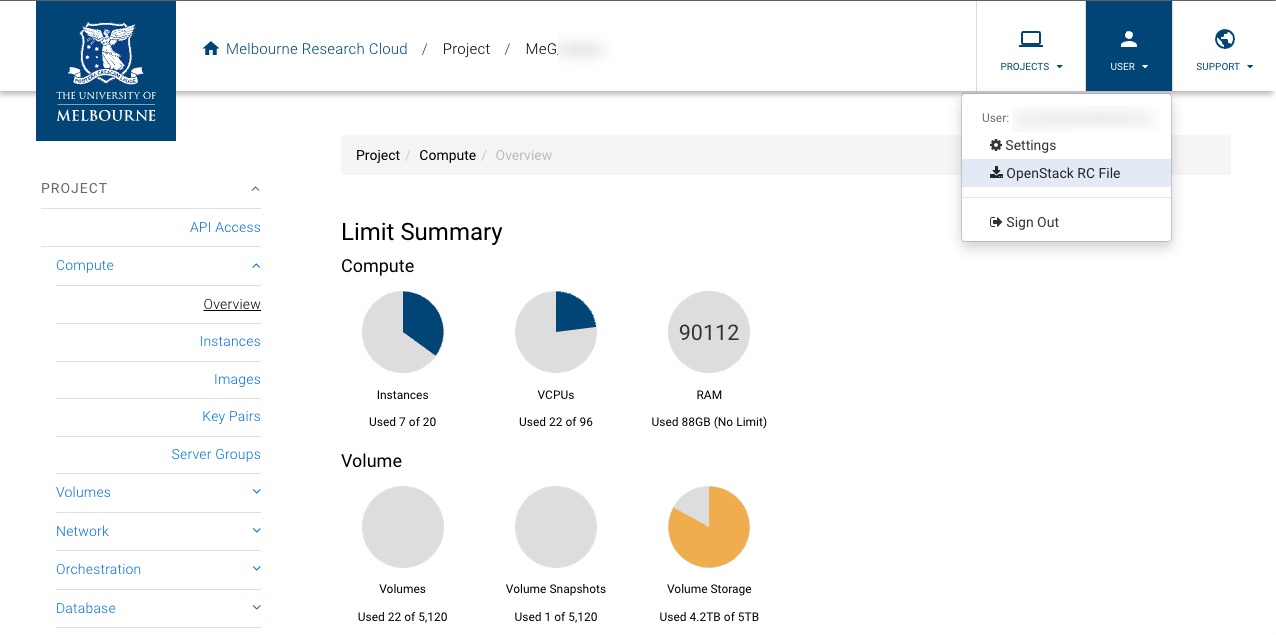 THE UNIVERSITY OF
MELBOURNE
Melbourne Research Cloud / Project / MeG
PROJECTS
USER
SUPPORT
User:
Settings
OpenStack RC File
Sign Out
Project / Compute / Overview
PROJECT
API Access
Compute
Overview
Instances
Images
Key Pairs
Server Groups
Volumes
Network
Orchestration
Database
Limit Summary
Compute
90112
Instances
VCPUs
RAM
Used 7 of 20
Used 22 of 96
Used 88GB (No Limit)
Volume
Volumes
Volume Snapshots
Volume Storage
Used 22 of 5,120
Used 1 of 5,120
Used 4.2TB of 5TB